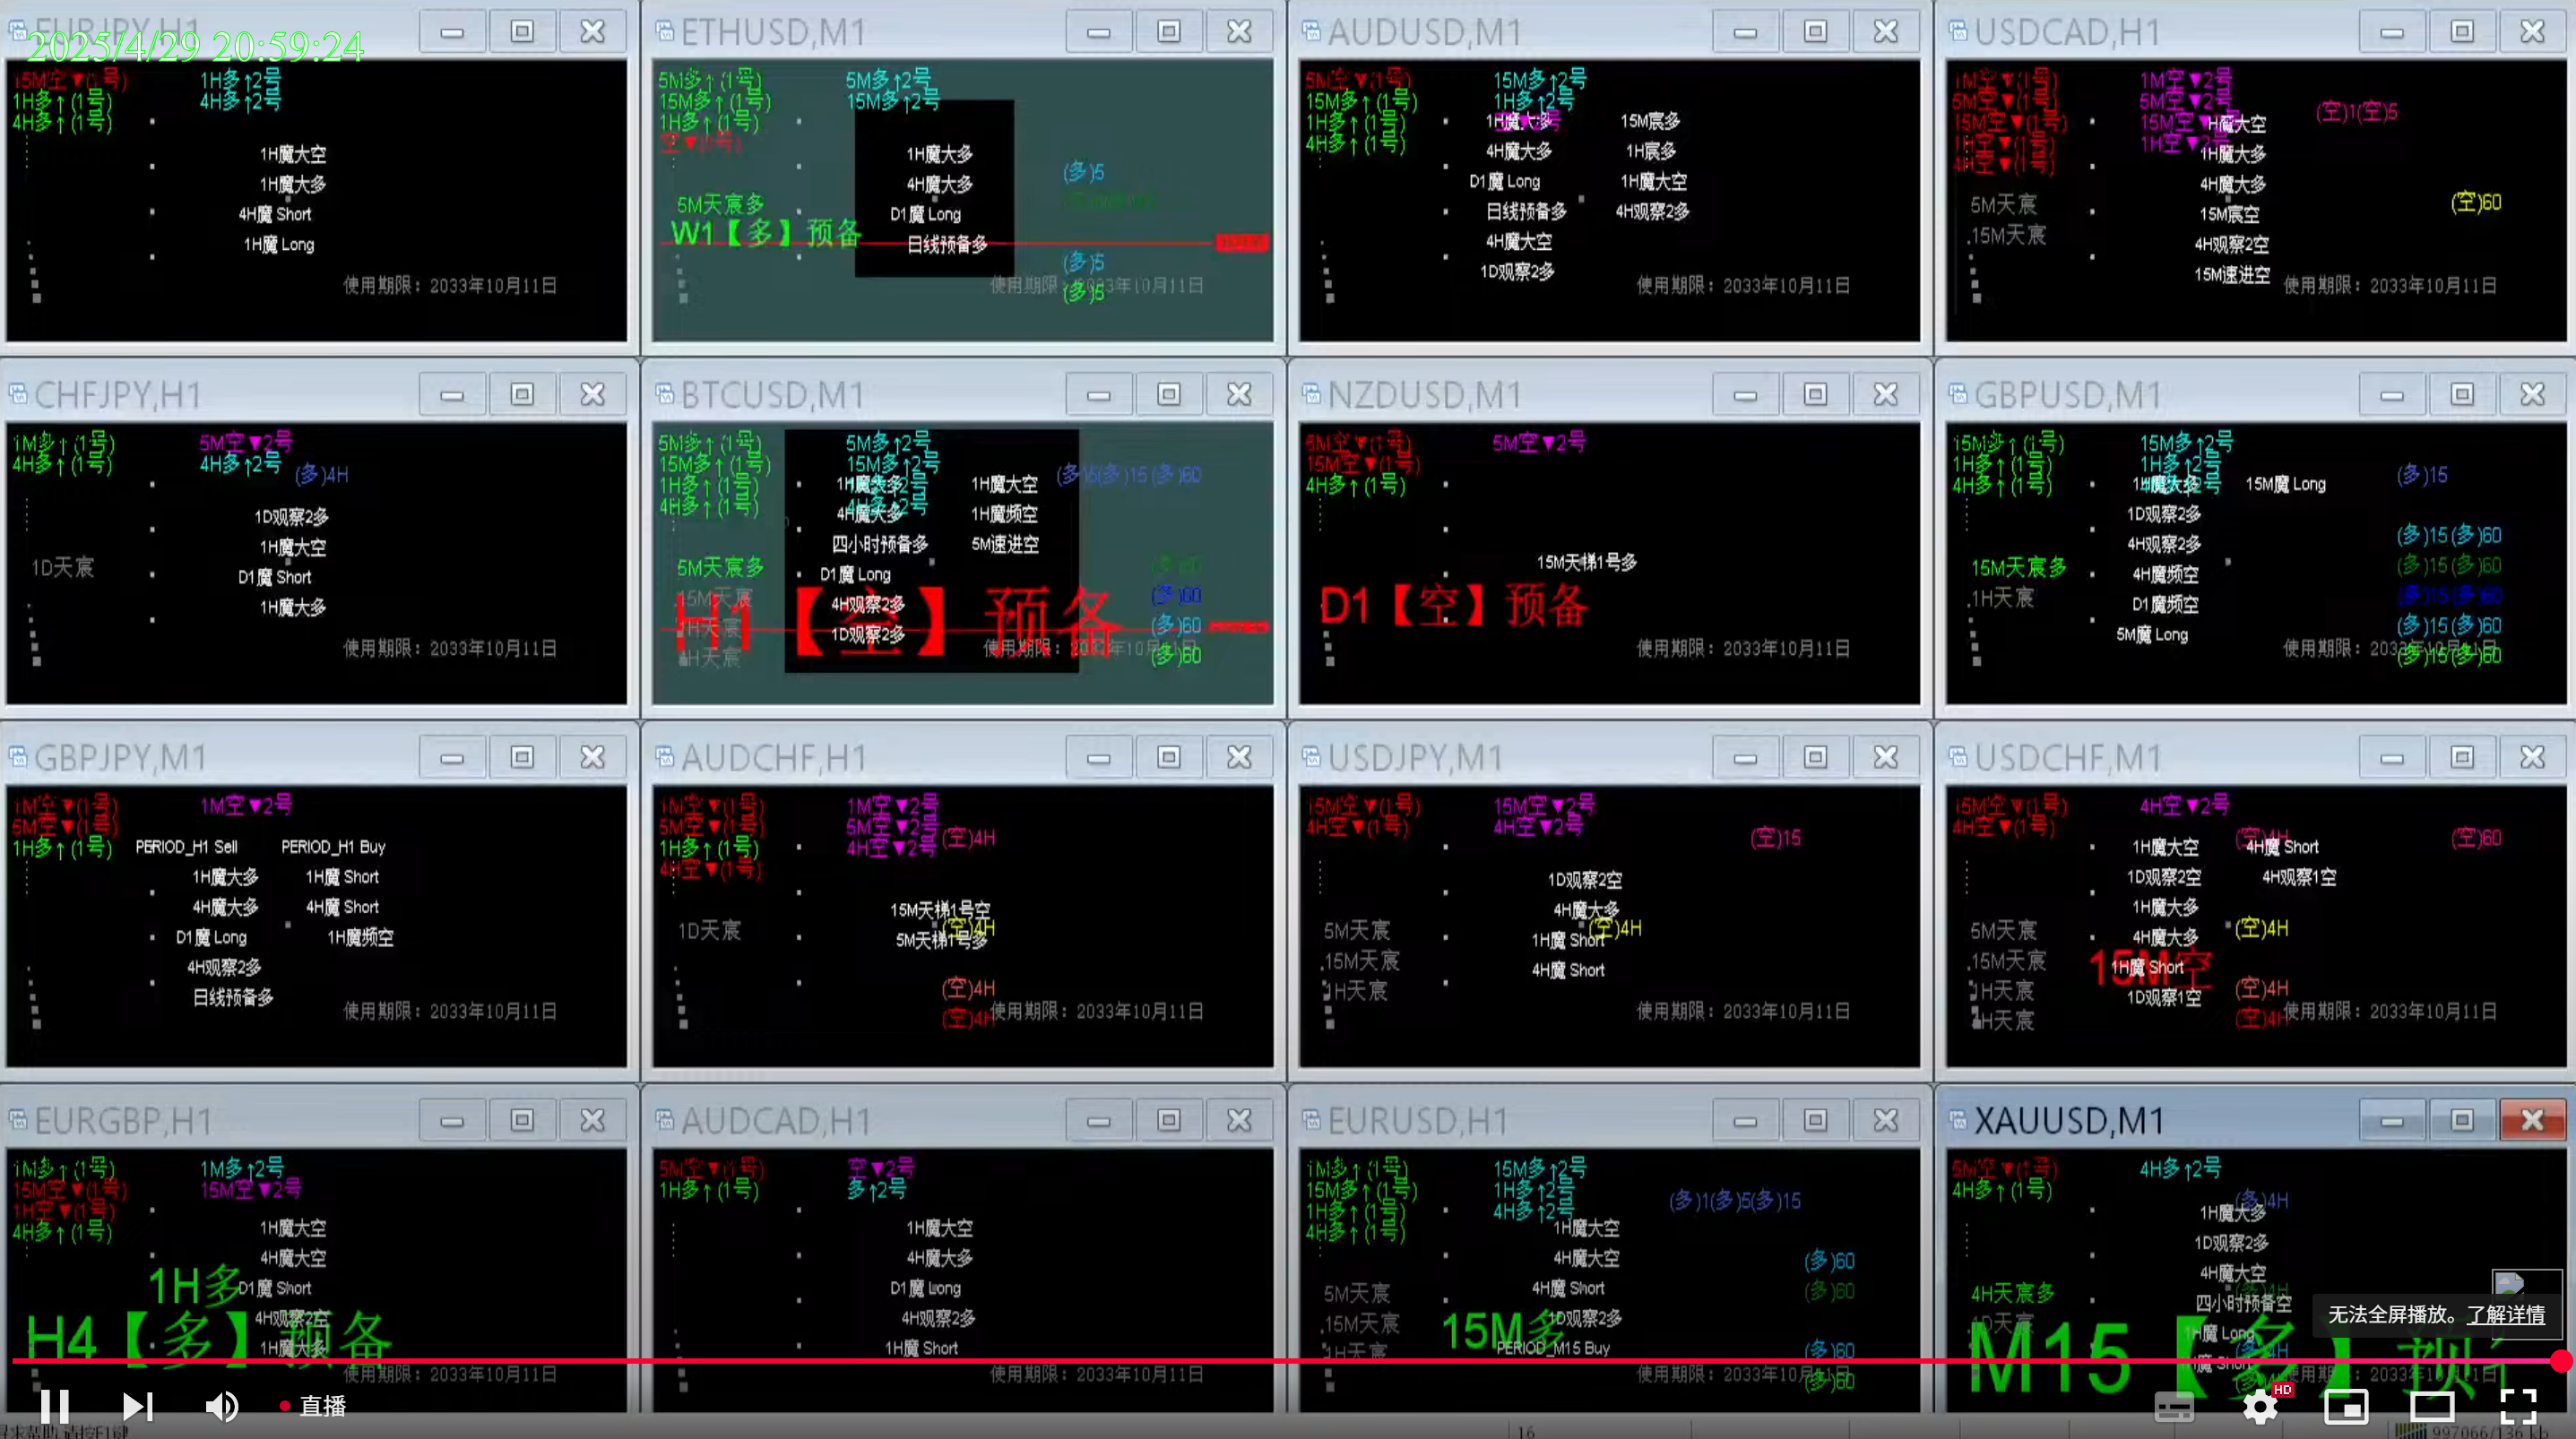 EURJPY,H1
2025/4/29 20:59:24
15M空▼(1号) 
1H多↑(1号)
4H多↑(1号)
1H多↑2号
4H多↑2号
1H魔大空
1H魔大多
4H魔 Short
1H魔 Long
使用期限：2033年10月11日
ETHUSD,M1
5M多↑(1号)
15M多↑(1号)
1H多↑(1号)
空▼(1号)
5M多↑2号
15M多↑2号
1H魔大多
4H魔大多
D1魔 Long
日线预备多
5M天宸多
W1【多】预备
(多)5
(多)5
(多)5
使用期限：2033年10月11日
AUDUSD,M1
5M空▼(1号)
15M多↑(1号)
1H多↑(1号)
4H多↑(1号)
15M多↑2号
1H多↑2号
1H魔大多
4H魔大多
D1魔 Long
日线预备多
4H魔大空
1D观察2多
15M宸多
1H宸多
1H魔大空
4H观察2多
使用期限：2033年10月11日
USDCAD,H1
1M空▼(1号)
5M空▼(1号)
15M空▼(1号)
1H空▼(1号)
4H空▼(1号)
1M空▼2号
5M空▼2号
15M空▼2号
1H空▼2号
H魔大空
1H魔大多
4H魔大多
15M宸空
4H观察2空
15M速进空
(空)1(空)5
(空)60
5M天宸
15M天宸
使用期限：2033年10月11日
CHFJPY,H1
1M多↑(1号)
4H多↑(1号)
5M空▼2号
4H多↑2号
(多)4H
1D观察2多
1H魔大空
D1魔 Short
1H魔大多
1D天宸
使用期限：2033年10月11日
BTCUSD,M1
5M多↑(1号)
15M多↑(1号)
1H多↑(1号)
4H多↑(1号)
5M多↑2号
15M多↑2号
1H魔大多
4H魔大多
四小时预备多
D1魔 Long
4H观察2多
1D观察2多
1H魔大空
1H魔频空
5M速进空
(多)5(多)15(多)60
5M天宸多
15M天宸
1H天宸
4H天宸
H1【空】预备
(多)60
(多)60
(多)60
(多)60
使用期限：2033年10月11日
NZDUSD,M1
5M空▼(1号)
15M空▼(1号)
4H多↑(1号)
5M空▼2号
15M天梯1号多
D1【空】预备
使用期限：2033年10月11日
GBPUSD,M1
15M多↑(1号)
1H多↑(1号)
4H多↑(1号)
15M多↑2号
1H多↑2号
1H魔大多
1D观察2多
4H观察2多
4H魔频空
D1魔频空
5M魔 Long
15M魔 Long
(多)15
(多)15(多)60
(多)15(多)60
(多)15(多)60
(多)15(多)60
(多)15(多)60
15M天宸多
1H天宸
使用期限：2033年10月11日
GBPJPY,M1
1M空▼(1号)
5M空▼(1号)
1H多↑(1号)
1M空▼2号
PERIOD_H1 Sell
PERIOD_H1 Buy
1H魔大多
4H魔大多
D1魔 Long
4H观察2多
日线预备多
1H魔 Short
4H魔 Short
1H魔频空
使用期限：2033年10月11日
AUDCHF,H1
1M空▼(1号)
5M空▼(1号)
1H多↑(1号)
4H空▼(1号)
1M空▼2号
5M空▼2号
4H空▼2号
(空)4H
15M天梯1号空
(空)4H
5M天梯1号多
1D天宸
(空)4H
(空)4H
使用期限：2033年10月11日
USDJPY,M1
15M空▼(1号)
4H空▼(1号)
15M空▼2号
4H空▼2号
(空)15
1D观察2空
4H魔大多
(空)4H
1H魔 Short
4H魔 Short
5M天宸
15M天宸
1H天宸
使用期限：2033年10月11日
USDCHF,M1
15M空▼(1号)
4H空▼(1号)
4H空▼2号
(空)4H
(空)60
1H魔大空
1D观察2空
1H魔大多
4H魔大多
1H魔 Short
1D观察1空
4H魔 Short
4H观察1空
5M天宸
15M天宸
1H天宸
4H天宸
15M空
(空)4H
(空)4H
(空)4H
使用期限：2033年10月11日
EURGBP,H1
1M多↑(1号)
15M空▼(1号)
1H空▼(1号)
4H多↑(1号)
1M多↑2号
15M空▼2号
1H魔大空
4H魔大空
D1魔 Short
4H观察2空
1H魔大多
1H多
H4【多】预备
使用期限：2033年10月11日
AUDCAD,H1
5M空▼(1号)
1H多↑(1号)
空▼2号
多↑2号
1H魔大空
4H魔大多
D1魔 Long
4H观察2多
1H魔 Short
使用期限：2033年10月11日
EURUSD,H1
1M多↑(1号)
15M多↑(1号)
1H多↑(1号)
4H多↑(1号)
15M多↑2号
1H多↑2号
4H多↑2号
(多)1(多)5(多)15
1H魔大空
4H魔大空
4H魔 Short
1D观察2多
PERIOD_M15 Buy
5M天宸
15M天宸
1H天宸
15M多
(多)60
(多)60
(多)60
(多)60
使用期限：2033年10月11日
XAUUSD,M1
5M空▼(1号)
4H多↑(1号)
4H多↑2号
(多)4H
1H魔大多
1D观察2多
4H魔大空
四小时预备空
1H魔 Long
4H天宸多
1D天宸
M15【多】预
无法全屏播放。了解详情
直播
HD
16
997066/136 kb